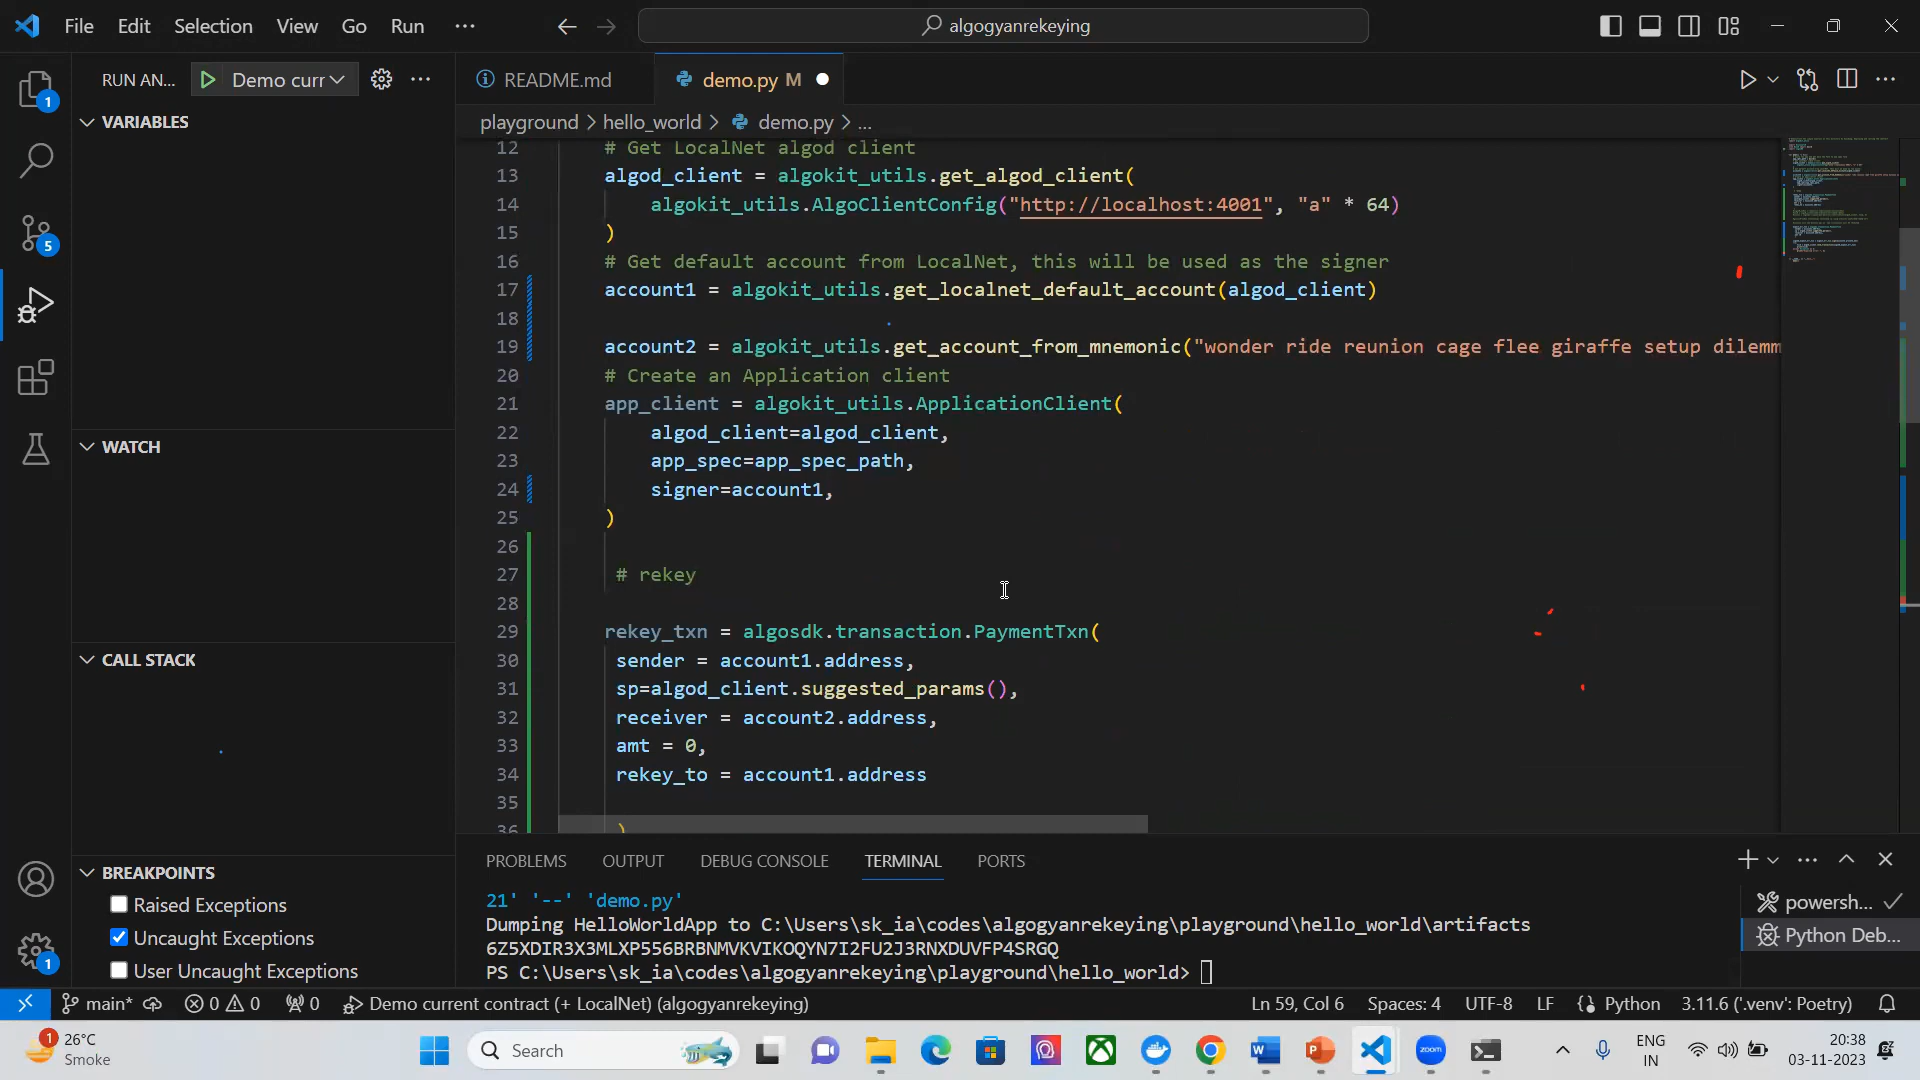 File Edit Selection View Go Run ··· algogyanrekeying
RUN AN... Demo curr ···
README.md demo.py M
playground > hello_world > demo.py > ...
VARIABLES
WATCH
CALL STACK
BREAKPOINTS
Raised Exceptions
Uncaught Exceptions
User Uncaught Exceptions
1
5
1
12 # Get LocalNet algod client
13 algod_client = algokit_utils.get_algod_client(
14 algokit_utils.AlgoClientConfig("http://localhost:4001", "a" * 64)
15 )
16 # Get default account from LocalNet, this will be used as the signer
17 account1 = algokit_utils.get_localnet_default_account(algod_client)
18
19 account2 = algokit_utils.get_account_from_mnemonic("wonder ride reunion cage flee giraffe setup dilemm
20 # Create an Application client
21 app_client = algokit_utils.ApplicationClient(
22 algod_client=algod_client,
23 app_spec=app_spec_path,
24 signer=account1,
25 )
26
27 # rekey
28
29 rekey_txn = algosdk.transaction.PaymentTxn(
30 sender = account1.address,
31 sp=algod_client.suggested_params(),
32 receiver = account2.address,
33 amt = 0,
34 rekey_to = account1.address
35
36 )
PROBLEMS OUTPUT DEBUG CONSOLE TERMINAL PORTS
21' '--' 'demo.py'
Dumping HelloWorldApp to C:\Users\sk_ia\codes\algogyanrekeying\playground\hello_world\artifacts
6Z5XDIR3X3MLXP556BRBNMVKVIKOQYN7I2FU2J3RNXDUVFP4SRGQ
PS C:\Users\sk_ia\codes\algogyanrekeying\playground\hello_world>
powersh...
Python Deb...
main* 0 0 0 Demo current contract (+ LocalNet) (algogyanrekeying) Ln 59, Col 6 Spaces: 4 UTF-8 LF Python 3.11.6 ('.venv': Poetry)
1 26°C
Smoke
Search
zoom
ENG
IN
20:38
03-11-2023